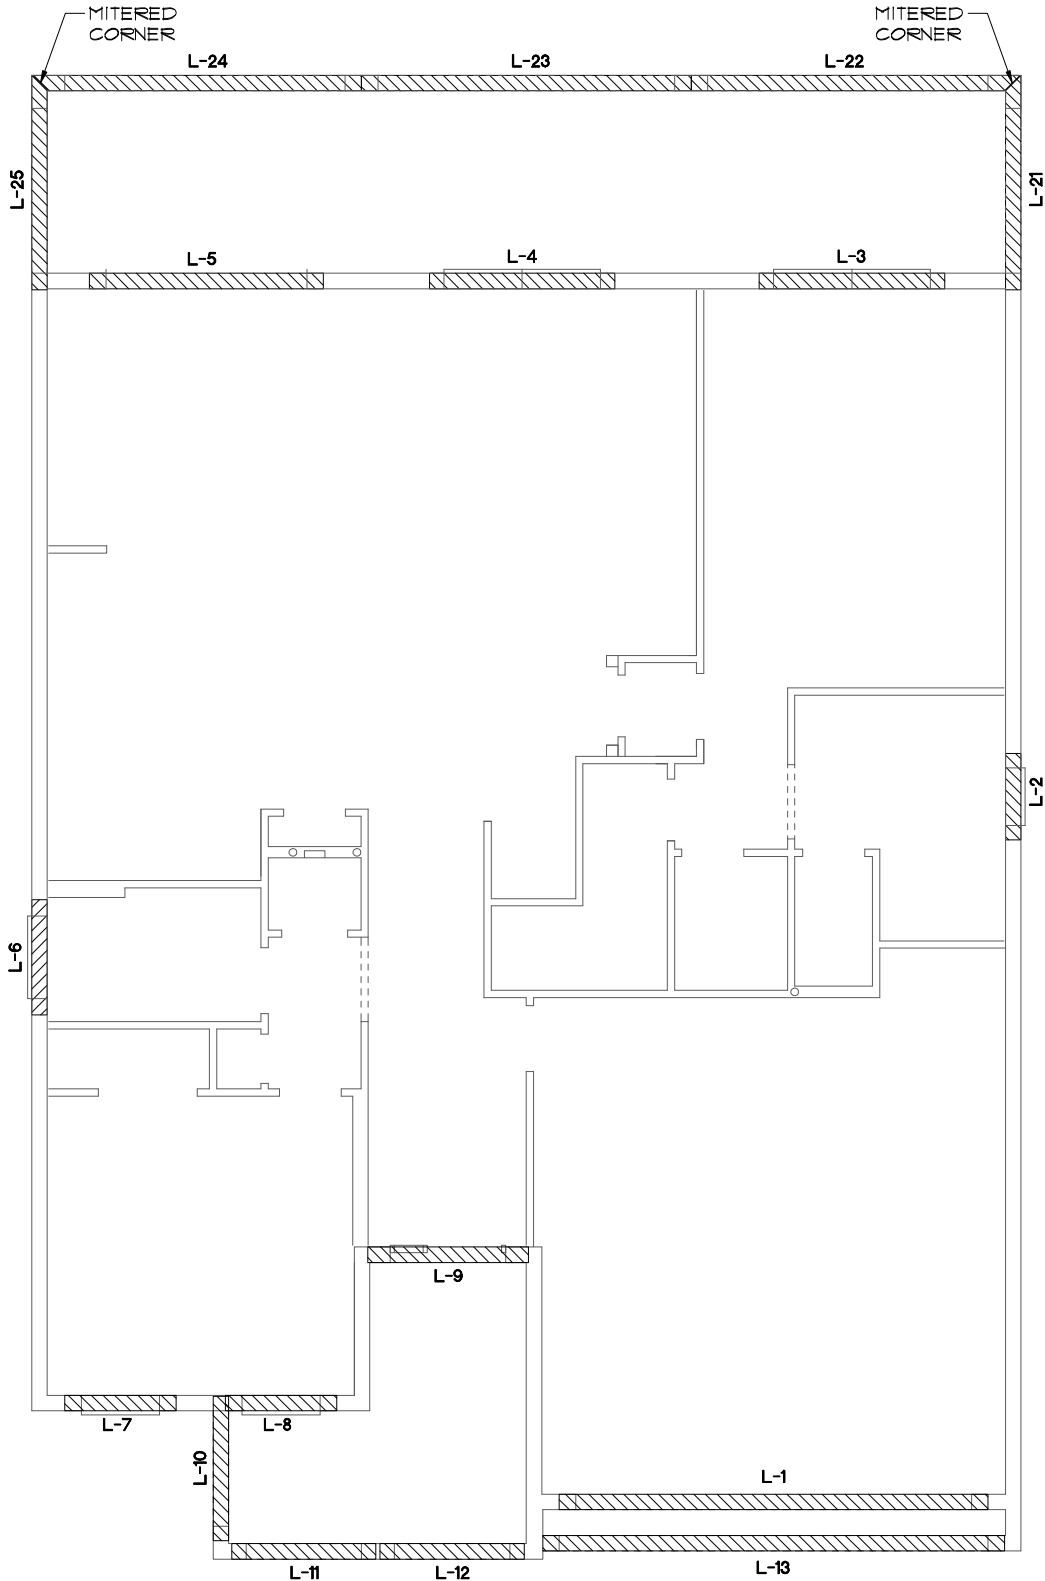 MITERED
CORNER
MITERED
CORNER
L-24
L-23
L-22
L-25
L-21
L-5
L-4
L-3
L-2
L-6
L-9
L-7
L-8
L-10
L-1
L-11
L-12
L-13